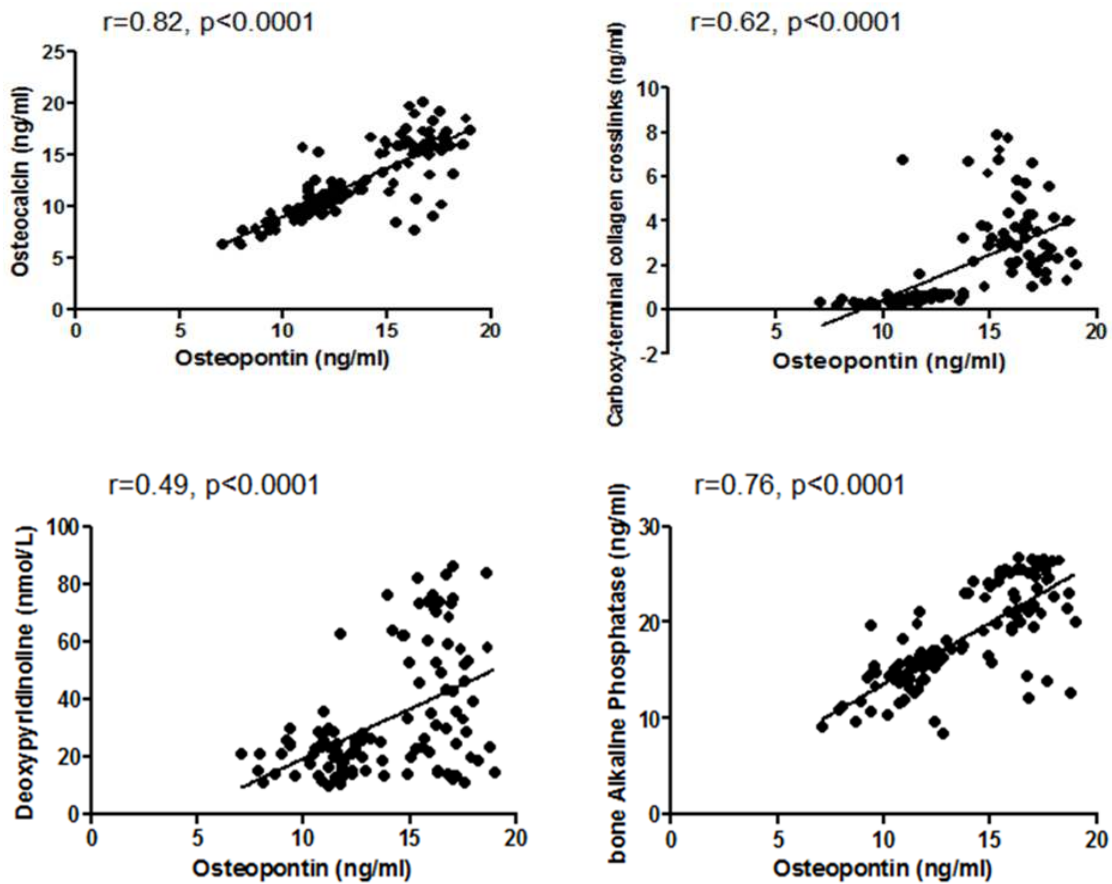 r=0.82, p<0.0001
Osteocalcin (ng/ml)
25
20
15
10
5
0
0 5 10 15 20
Osteopontin (ng/ml)
r=0.62, p<0.0001
Carboxy-terminal collagen crosslinks (ng/ml)
10
8
6
4
2
0
-2
5 10 15 20
Osteopontin (ng/ml)
r=0.49, p<0.0001
Deoxypyridinoline (nmol/L)
100
80
60
40
20
0
0 5 10 15 20
Osteopontin (ng/ml)
r=0.76, p<0.0001
bone Alkaline Phosphatase (ng/ml)
30
20
10
0
0 5 10 15 20
Osteopontin (ng/ml)